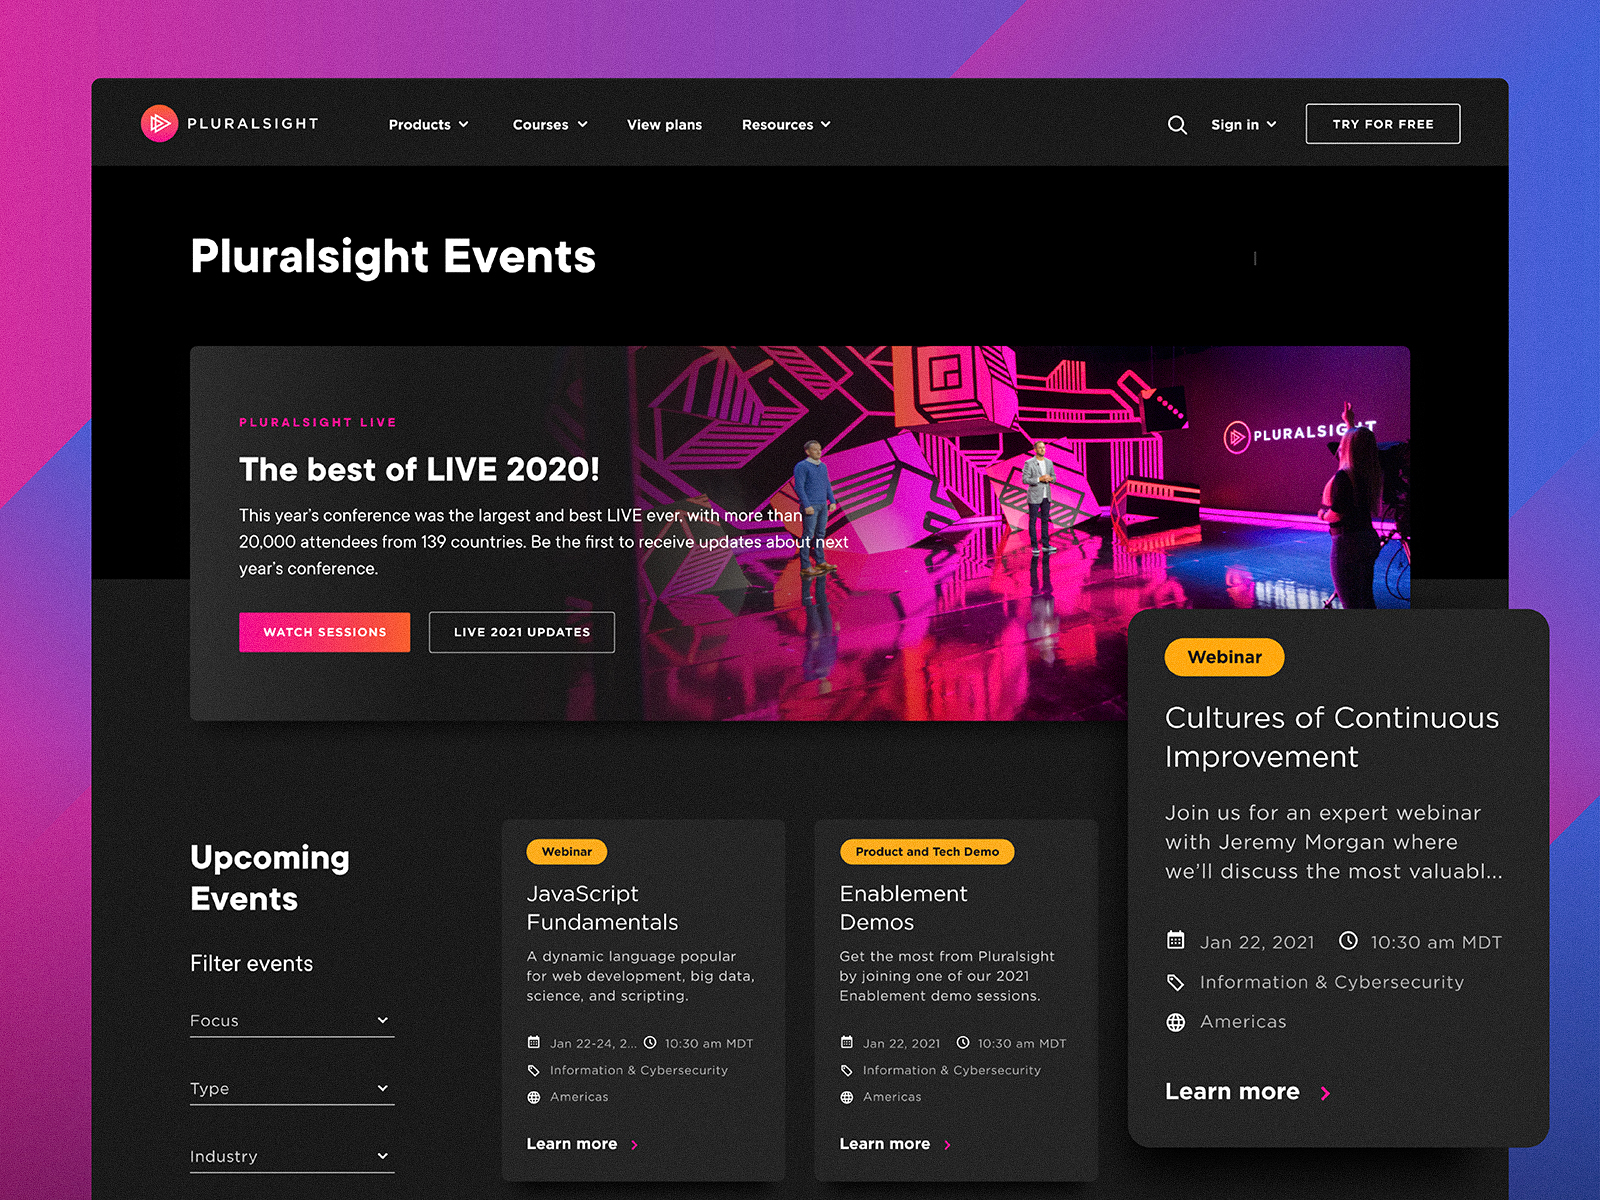 PLURALSIGHT
Products
Courses
View plans
Resources
Sign in
TRY FOR FREE
Pluralsight Events
PLURALSIGHT LIVE
The best of LIVE 2020!
This year's conference was the largest and best LIVE ever, with more than
20,000 attendees from 139 countries. Be the first to receive updates about next
year's conference.
WATCH SESSIONS
LIVE 2021 UPDATES
PLURALSIGHT
Upcoming
Events
Filter events
Focus
Type
Industry
Webinar
JavaScript
Fundamentals
A dynamic language popular
for web development, big data,
science, and scripting.
Jan 22-24, 2... 10:30 am MDT
Information & Cybersecurity
Americas
Learn more
Product and Tech Demo
Enablement
Demos
Get the most from Pluralsight
by joining one of our 2021
Enablement demo sessions.
Jan 22, 2021 10:30 am MDT
Information & Cybersecurity
Americas
Learn more
Webinar
Cultures of Continuous
Improvement
Join us for an expert webinar
with Jeremy Morgan where
we'll discuss the most valuabl...
Jan 22, 2021 10:30 am MDT
Information & Cybersecurity
Americas
Learn more